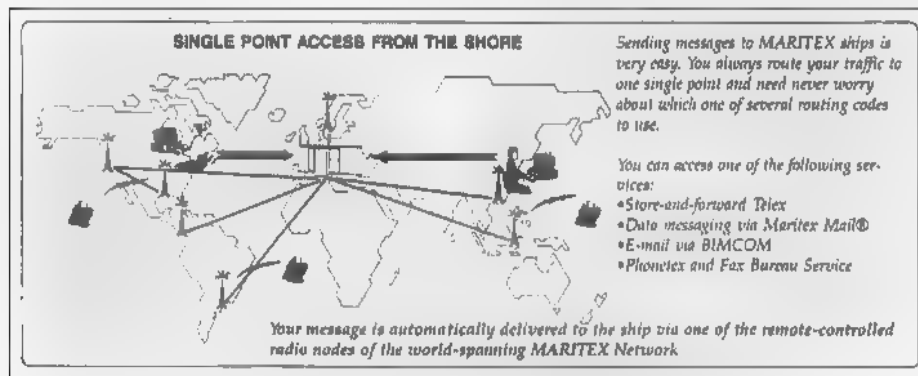 SINGLE POINT ACCESS FROM THE SHORE
Sending messages to MARITEX ships is
very easy. You always route your traffic to
one single point and need never worry
about which one of several routing codes
to use.
You can access one of the following ser-
vices:
•Store-and-forward Telex
•Data messaging via Maritex Mail®
•E-mail via BIMCOM
•Phonetex and Fax Bureau Service
Your message is automatically delivered to the ship via one of the remote-controlled
radio nodes of the world-spanning MARITEX Network